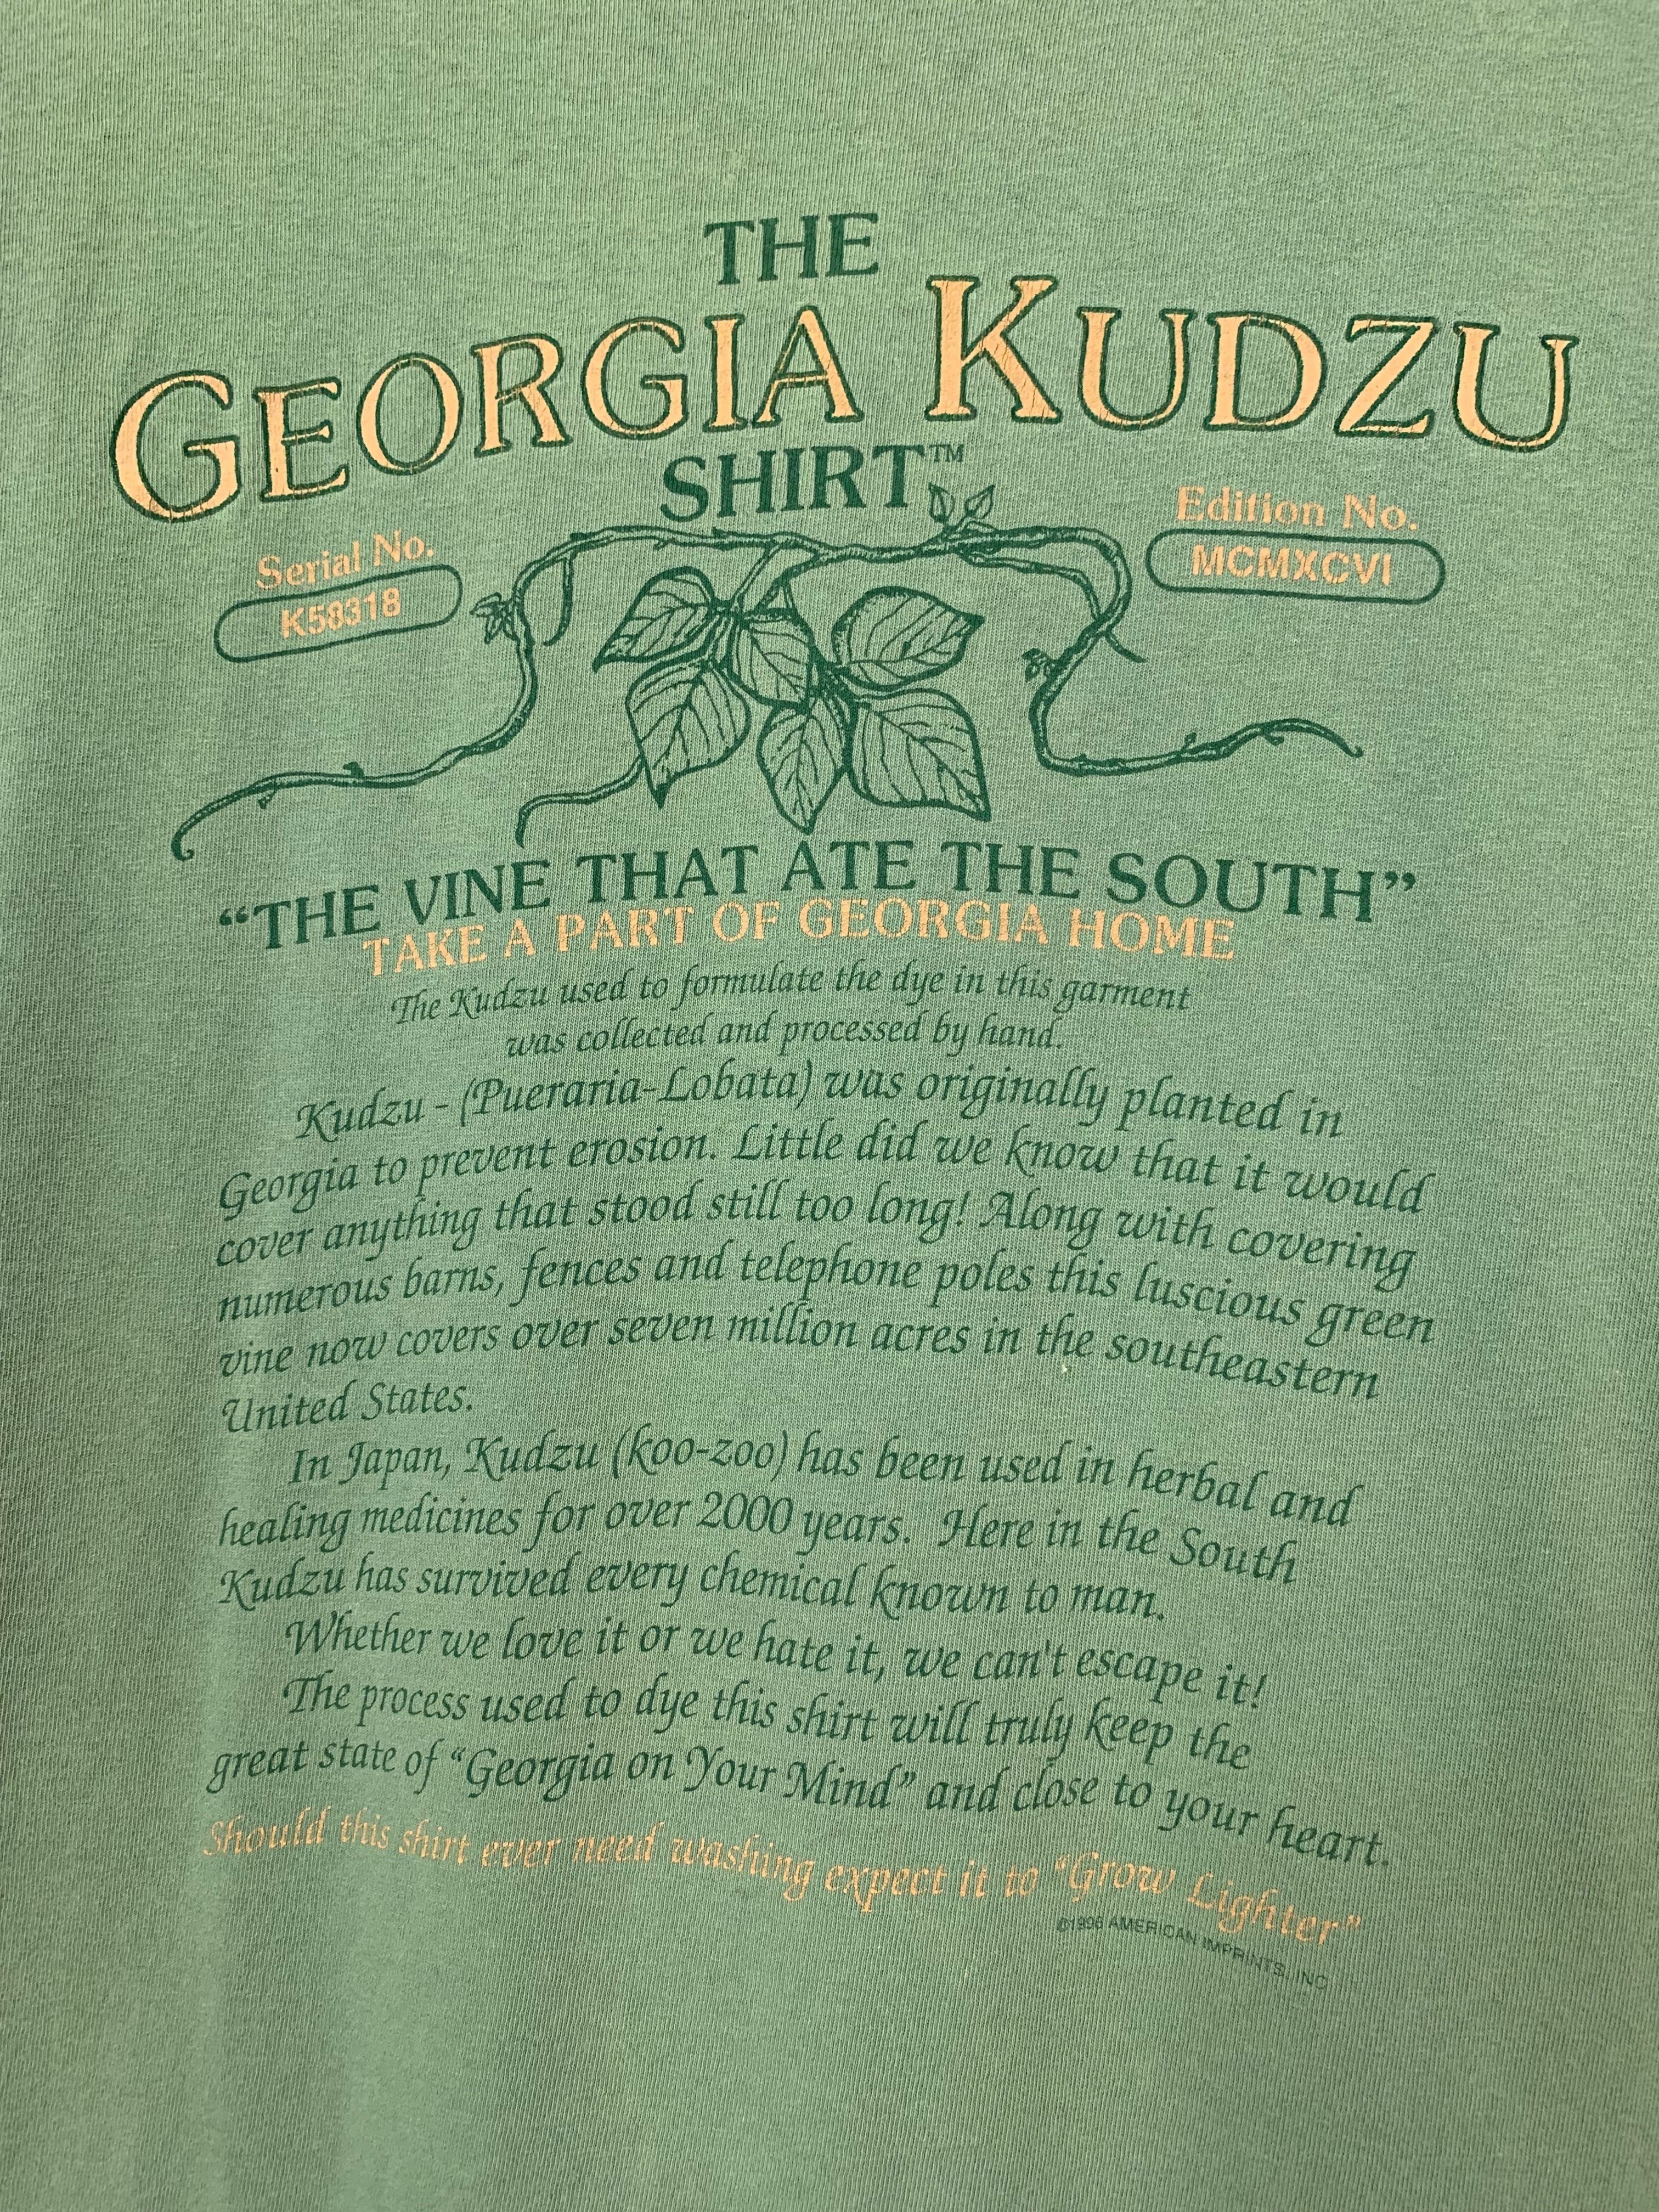 THE
GEORGIA KUDZU
SHIRT™
Serial No.
K58318
Edition No.
MCMXCVI
“THE VINE THAT ATE THE SOUTH”
TAKE A PART OF GEORGIA HOME
The Kudzu used to formulate the dye in this garment
was collected and processed by hand.
Kudzu - (Pueraria-Lobata) was originally planted in
Georgia to prevent erosion. Little did we know that it would
cover anything that stood still too long! Along with covering
numerous barns, fences and telephone poles this luscious green
vine now covers over seven million acres in the southeastern
United States.
In Japan, Kudzu (koo-zoo) has been used in herbal and
healing medicines for over 2000 years. Here in the South
Kudzu has survived every chemical known to man.
Whether we love it or we hate it, we can't escape it!
The process used to dye this shirt will truly keep the
great state of “Georgia on Your Mind” and close to your heart.
Should this shirt ever need washing expect it to “Grow Lighter”
©1996 AMERICAN IMPRINTS, INC